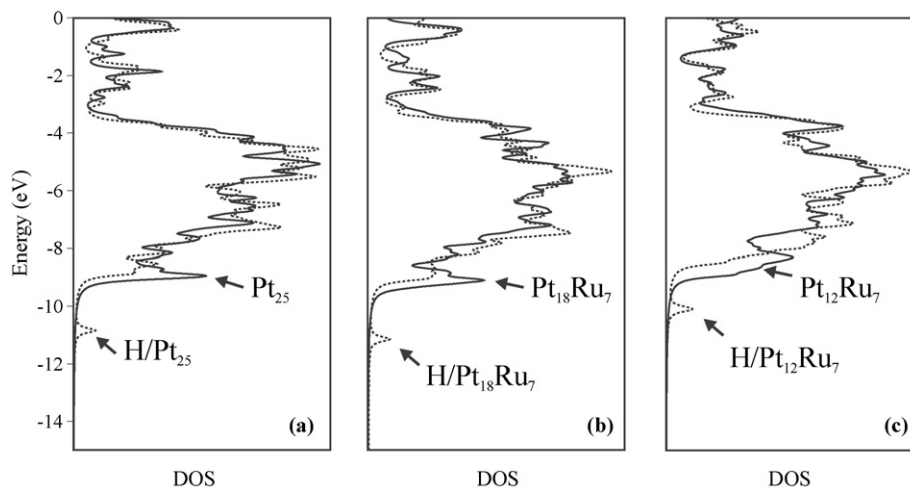 0
-2
-4
-6
-8
-10
-12
-14
Energy (eV)
Pt₂₅
H/Pt₂₅
(a)
DOS
Pt₁₈Ru₇
H/Pt₁₈Ru₇
(b)
DOS
Pt₁₂Ru₇
H/Pt₁₂Ru₇
(c)
DOS